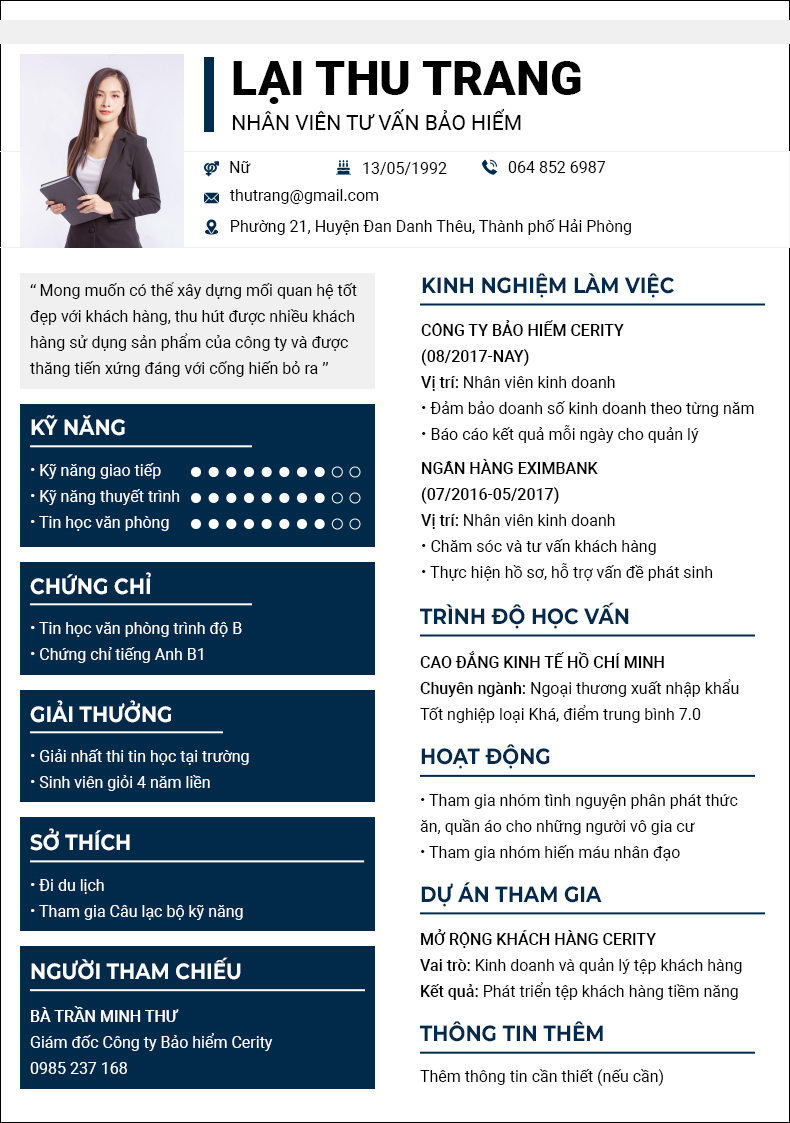 LẠI THU TRANG
NHÂN VIÊN TƯ VẤN BẢO HIỂM
Nữ
13/05/1992
064 852 6987
thutrang@gmail.com
Phường 21, Huyện Đan Danh Thêu, Thành phố Hải Phòng
“ Mong muốn có thể xây dựng mối quan hệ tốt
đẹp với khách hàng, thu hút được nhiều khách
hàng sử dụng sản phẩm của công ty và được
thăng tiến xứng đáng với cống hiến bỏ ra ”
KỸ NĂNG
• Kỹ năng giao tiếp
• Kỹ năng thuyết trình
• Tin học văn phòng
CHỨNG CHỈ
• Tin học văn phòng trình độ B
• Chứng chỉ tiếng Anh B1
GIẢI THƯỞNG
• Giải nhất thi tin học tại trường
• Sinh viên giỏi 4 năm liền
SỞ THÍCH
• Đi du lịch
• Tham gia Câu lạc bộ kỹ năng
NGƯỜI THAM CHIẾU
BÀ TRẦN MINH THƯ
Giám đốc Công ty Bảo hiểm Cerity
0985 237 168
KINH NGHIỆM LÀM VIỆC
CÔNG TY BẢO HIỂM CERITY
(08/2017-NAY)
Vị trí: Nhân viên kinh doanh
• Đảm bảo doanh số kinh doanh theo từng năm
• Báo cáo kết quả mỗi ngày cho quản lý
NGÂN HÀNG EXIMBANK
(07/2016-05/2017)
Vị trí: Nhân viên kinh doanh
• Chăm sóc và tư vấn khách hàng
• Thực hiện hồ sơ, hỗ trợ vấn đề phát sinh
TRÌNH ĐỘ HỌC VẤN
CAO ĐẲNG KINH TẾ HỒ CHÍ MINH
Chuyên ngành: Ngoại thương xuất nhập khẩu
Tốt nghiệp loại Khá, điểm trung bình 7.0
HOẠT ĐỘNG
• Tham gia nhóm tình nguyện phân phát thức
ăn, quần áo cho những người vô gia cư
• Tham gia nhóm hiến máu nhân đạo
DỰ ÁN THAM GIA
MỞ RỘNG KHÁCH HÀNG CERITY
Vai trò: Kinh doanh và quản lý tệp khách hàng
Kết quả: Phát triển tệp khách hàng tiềm năng
THÔNG TIN THÊM
Thêm thông tin cần thiết (nếu cần)